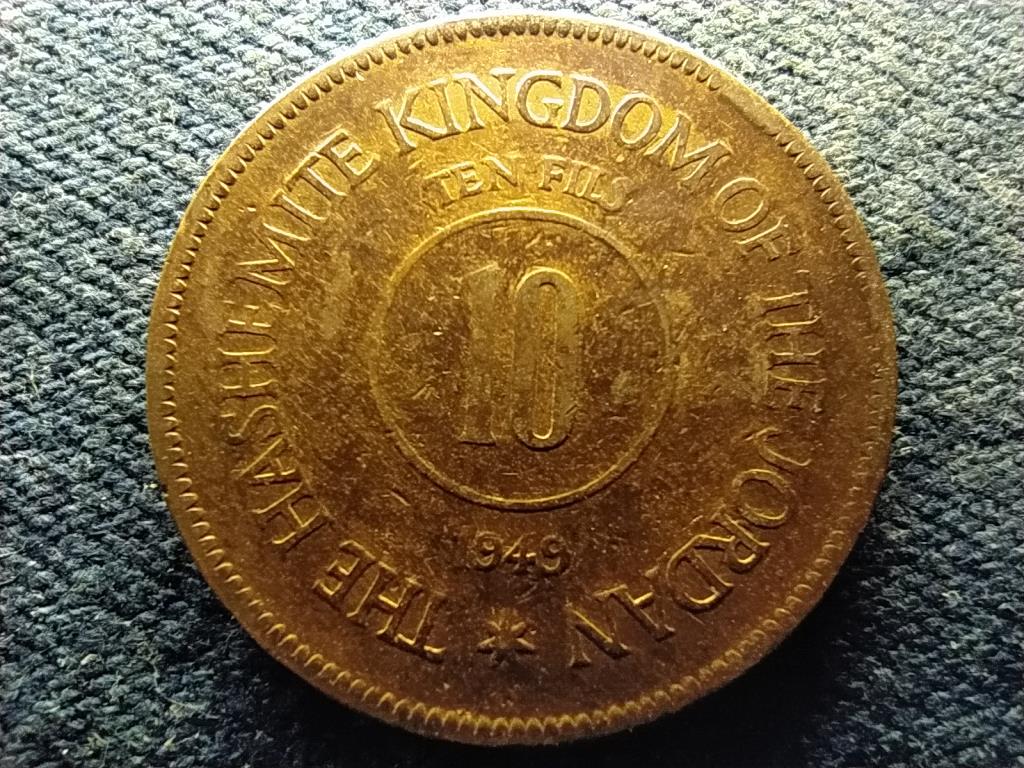 THE HASHEMITE KINGDOM OF THE JORDAN
TEN FILS
10
1949